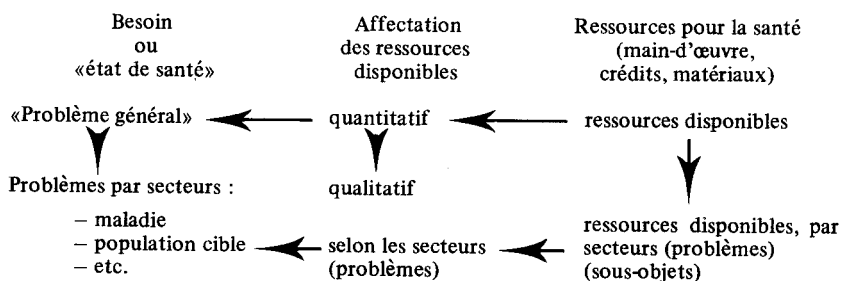 Besoin
ou
«état de santé»
Affectation
des ressources
disponibles
Ressources pour la santé
(main-d'œuvre,
crédits, matériaux)
«Problème général»
quantitatif
ressources disponibles
Problèmes par secteurs :
– maladie
– population cible
– etc.
qualitatif
selon les secteurs
(problèmes)
ressources disponibles, par
secteurs (problèmes)
(sous-objets)